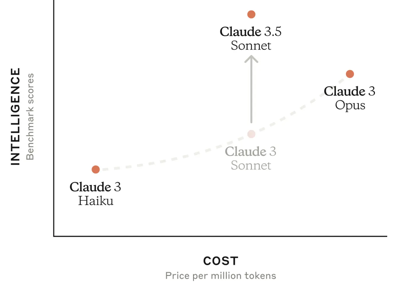 Claude 3.5
Sonnet
Claude 3
Opus
Claude 3
Sonnet
Claude 3
Haiku
INTELLIGENCE
Benchmark scores
COST
Price per million tokens